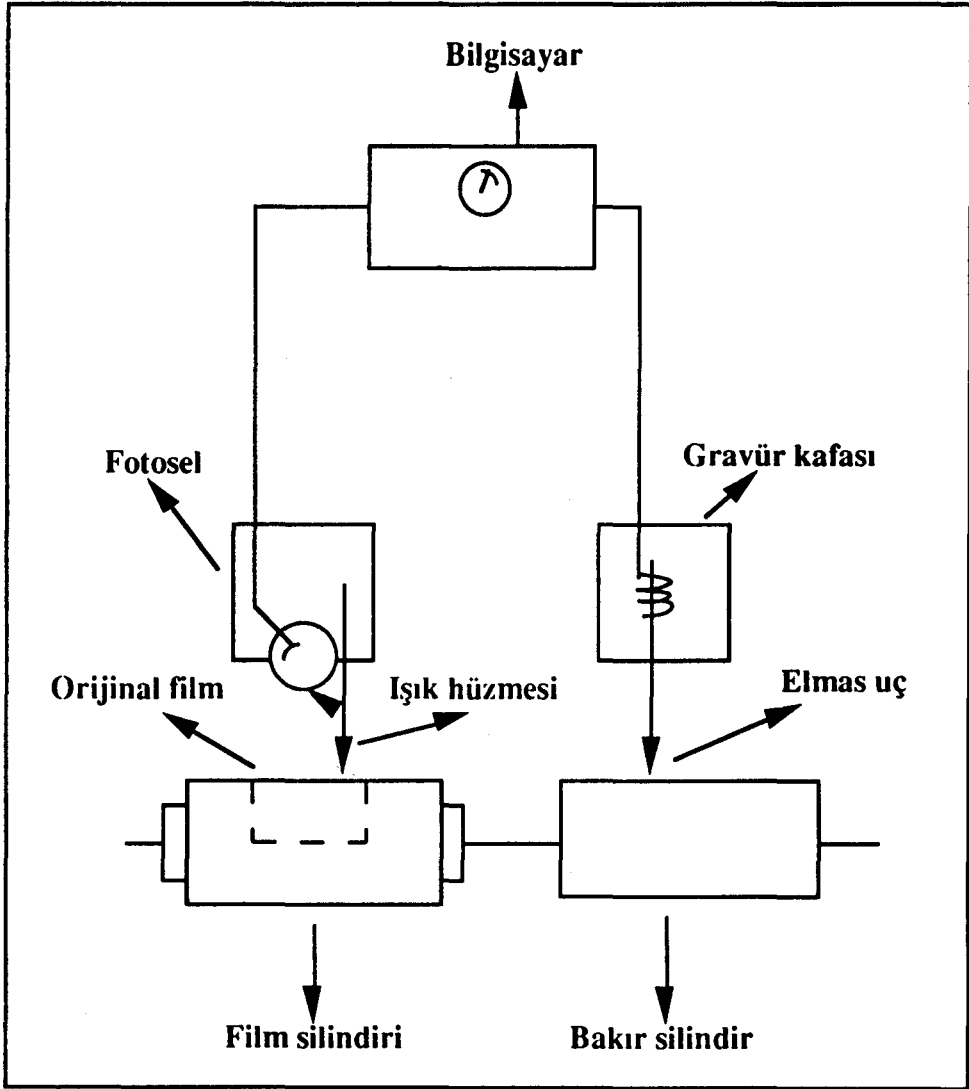 Bilgisayar
Fotosel
Gravür kafası
Orijinal film
Işık hüzmesi
Elmas uç
Film silindiri
Bakır silindir